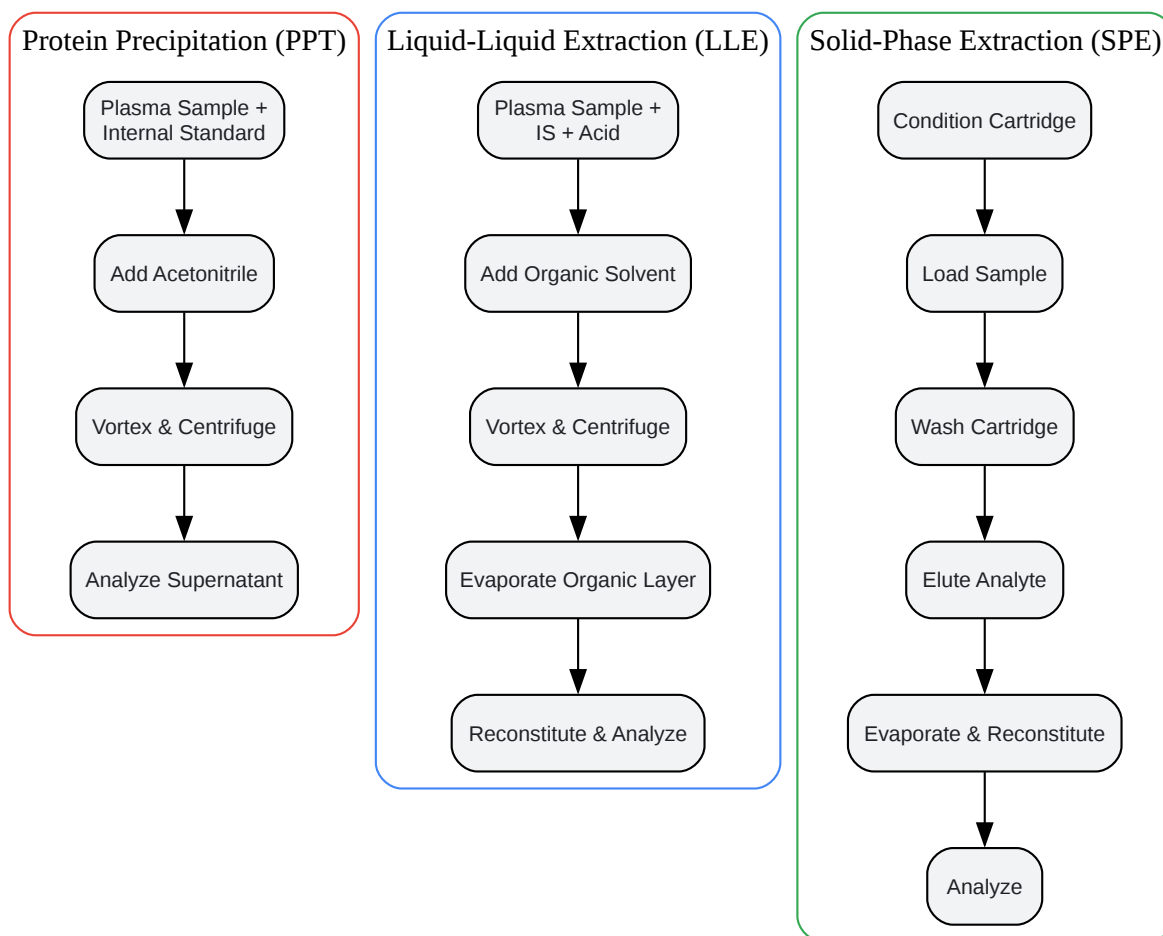 Protein Precipitation (PPT)
Plasma Sample +
Internal Standard
Add Acetonitrile
Vortex & Centrifuge
Analyze Supernatant
Liquid-Liquid Extraction (LLE)
Plasma Sample +
IS + Acid
Add Organic Solvent
Vortex & Centrifuge
Evaporate Organic Layer
Reconstitute & Analyze
Solid-Phase Extraction (SPE)
Condition Cartridge
Load Sample
Wash Cartridge
Elute Analyte
Evaporate & Reconstitute
Analyze